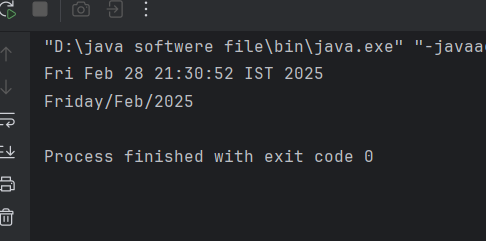 "D:\java softwere file\bin\java.exe" "-javaa
Fri Feb 28 21:30:52 IST 2025
Friday/Feb/2025
Process finished with exit code 0